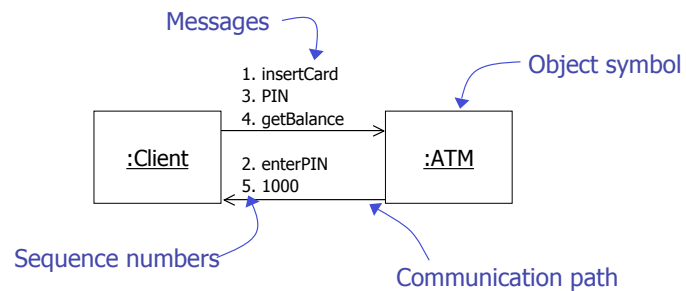 Messages
1. insertCard
3. PIN
4. getBalance
Object symbol
:Client
:ATM
2. enterPIN
5. 1000
Sequence numbers
Communication path